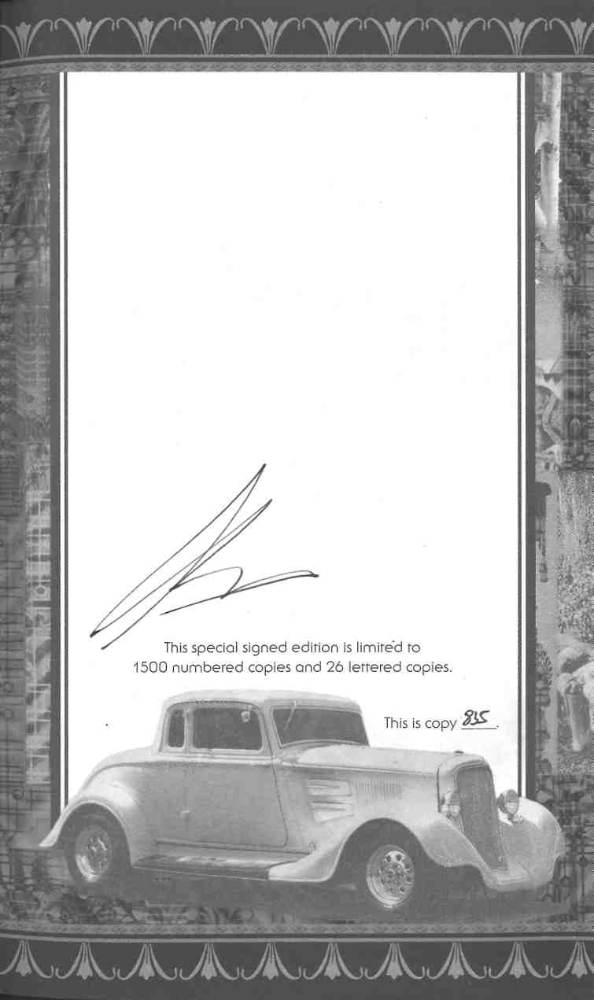 This special signed edition is limited to
1500 numbered copies and 26 lettered copies.
This is copy 835.